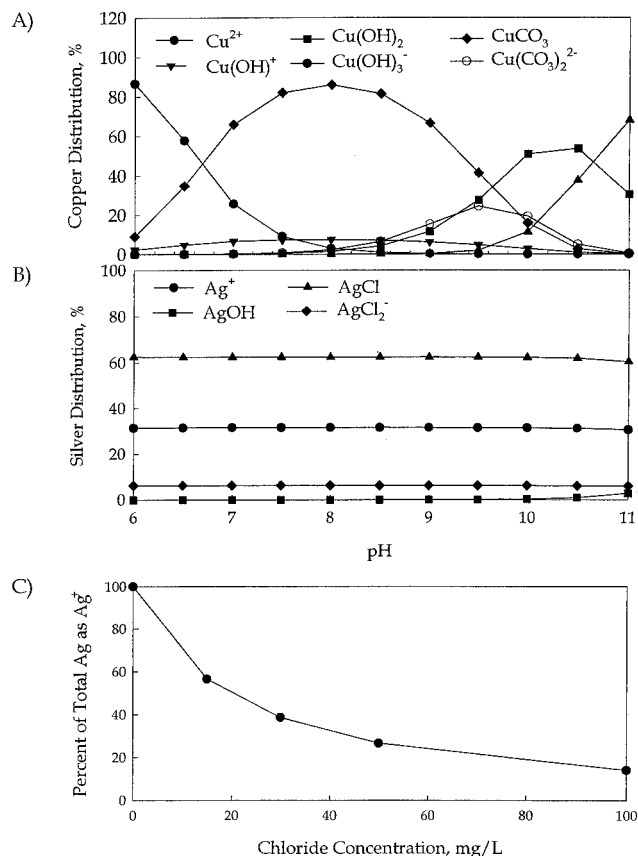 A)
120
100
80
60
40
20
0
Copper Distribution, %
Cu2+
Cu(OH)2
CuCO3
Cu(OH)+
Cu(OH)3-
Cu(CO3)22-
B)
100
80
60
40
20
0
Silver Distribution, %
Ag+
AgCl
AgOH
AgCl2-
6
7
8
9
10
11
pH
C)
100
80
60
40
20
0
Percent of Total Ag as Ag+
0
20
40
60
80
100
Chloride Concentration, mg/L